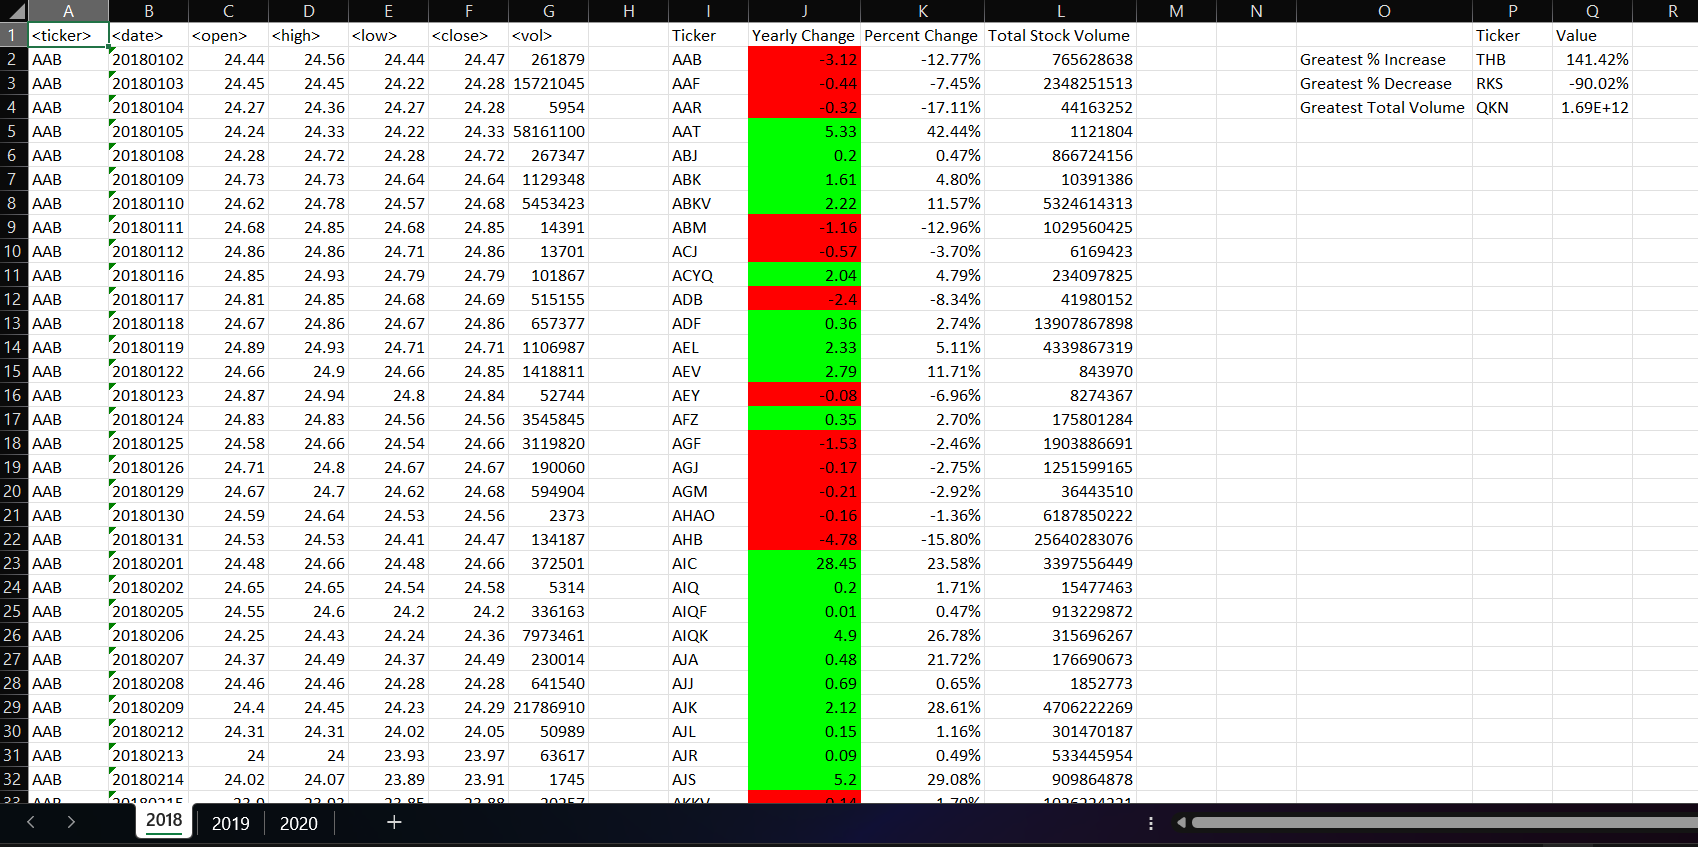 A B C D E F G H I J K L M N O P Q R
1 <ticker> <date> <open> <high> <low> <close> <vol> Ticker Yearly Change Percent Change Total Stock Volume Ticker Value
2 AAB 20180102 24.44 24.56 24.44 24.47 261879 AAB -3.12 -12.77% 765628638 Greatest % Increase THB 141.42%
3 AAB 20180103 24.45 24.45 24.22 24.28 15721045 AAF -0.44 -7.45% 2348251513 Greatest % Decrease RKS -90.02%
4 AAB 20180104 24.27 24.36 24.27 24.28 5954 AAR -0.32 -17.11% 44163252 Greatest Total Volume QKN 1.69E+12
5 AAB 20180105 24.24 24.33 24.22 24.33 58161100 AAT 5.33 42.44% 1121804
6 AAB 20180108 24.28 24.72 24.28 24.72 267347 ABJ 0.2 0.47% 866724156
7 AAB 20180109 24.73 24.73 24.64 24.64 1129348 ABK 1.61 4.80% 10391386
8 AAB 20180110 24.62 24.78 24.57 24.68 5453423 ABKV 2.22 11.57% 5324614313
9 AAB 20180111 24.68 24.85 24.68 24.85 14391 ABM -1.16 -12.96% 1029560425
10 AAB 20180112 24.86 24.86 24.71 24.86 13701 ACJ -0.57 -3.70% 6169423
11 AAB 20180116 24.85 24.93 24.79 24.79 101867 ACYQ 2.04 4.79% 234097825
12 AAB 20180117 24.81 24.85 24.68 24.69 515155 ADB -2.4 -8.34% 41980152
13 AAB 20180118 24.67 24.86 24.67 24.86 657377 ADF 0.36 2.74% 13907867898
14 AAB 20180119 24.89 24.93 24.71 24.71 1106987 AEL 2.33 5.11% 4339867319
15 AAB 20180122 24.66 24.9 24.66 24.85 1418811 AEV 2.79 11.71% 843970
16 AAB 20180123 24.87 24.94 24.8 24.84 52744 AEY -0.08 -6.96% 8274367
17 AAB 20180124 24.83 24.83 24.56 24.56 3545845 AFZ 0.35 2.70% 175801284
18 AAB 20180125 24.58 24.66 24.54 24.66 3119820 AGF -1.53 -2.46% 1903886691
19 AAB 20180126 24.71 24.8 24.67 24.67 190060 AGJ -0.17 -2.75% 1251599165
20 AAB 20180129 24.67 24.7 24.62 24.68 594904 AGM -0.21 -2.92% 36443510
21 AAB 20180130 24.59 24.64 24.53 24.56 2373 AHAO -0.16 -1.36% 6187850222
22 AAB 20180131 24.53 24.53 24.41 24.47 134187 AHB -4.78 -15.80% 25640283076
23 AAB 20180201 24.48 24.66 24.48 24.66 372501 AIC 28.45 23.58% 3397556449
24 AAB 20180202 24.65 24.65 24.54 24.58 5314 AIQ 0.2 1.71% 15477463
25 AAB 20180205 24.55 24.6 24.2 24.2 336163 AIQF 0.01 0.47% 913229872
26 AAB 20180206 24.25 24.43 24.24 24.36 7973461 AIQK 4.9 26.78% 315696267
27 AAB 20180207 24.37 24.49 24.37 24.49 230014 AJA 0.48 21.72% 176690673
28 AAB 20180208 24.46 24.46 24.28 24.28 641540 AJJ 0.69 0.65% 1852773
29 AAB 20180209 24.4 24.45 24.23 24.29 21786910 AJK 2.12 28.61% 4706222269
30 AAB 20180212 24.31 24.31 24.02 24.05 50989 AJL 0.15 1.16% 301470187
31 AAB 20180213 24 24 23.93 23.97 63617 AJR 0.09 0.49% 533445954
32 AAB 20180214 24.02 24.07 23.89 23.91 1745 AJS 5.2 29.08% 909864878
2018 2019 2020